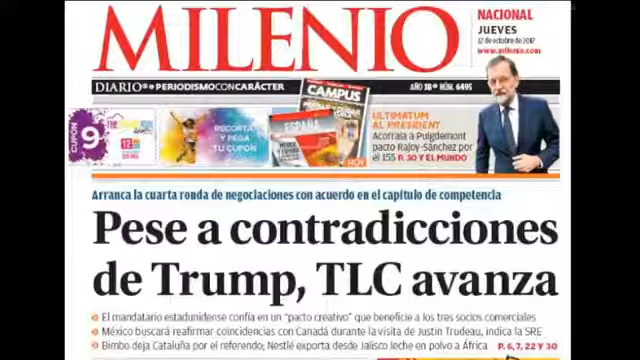 MILENIO
NACIONAL
JUEVES
12 de octubre de 2017
www.milenio.com
DIARIO® PERIODISMO CON CARÁCTER
AÑO 18 NÚM. 6495
CUPÓN
9
RECORTA
Y PEGA
TU CUPÓN
CAMPUS
ESPAÑA
HOY
ULTIMÁTUM
AL PRESIDENT
Acorrala a Puigdemont
pacto Rajoy-Sánchez por
el 155 P. 30 Y EL MUNDO
Arranca la cuarta ronda de negociaciones con acuerdo en el capítulo de competencia
Pese a contradicciones
de Trump, TLC avanza
El mandatario estadunidense confía en un “pacto creativo” que beneficie a los tres socios comerciales
México buscará reafirmar coincidencias con Canadá durante la visita de Justin Trudeau, indica la SRE
Bimbo deja Cataluña por el referendo; Nestlé exporta desde Jalisco leche en polvo a África P. 6, 7, 22 Y 30